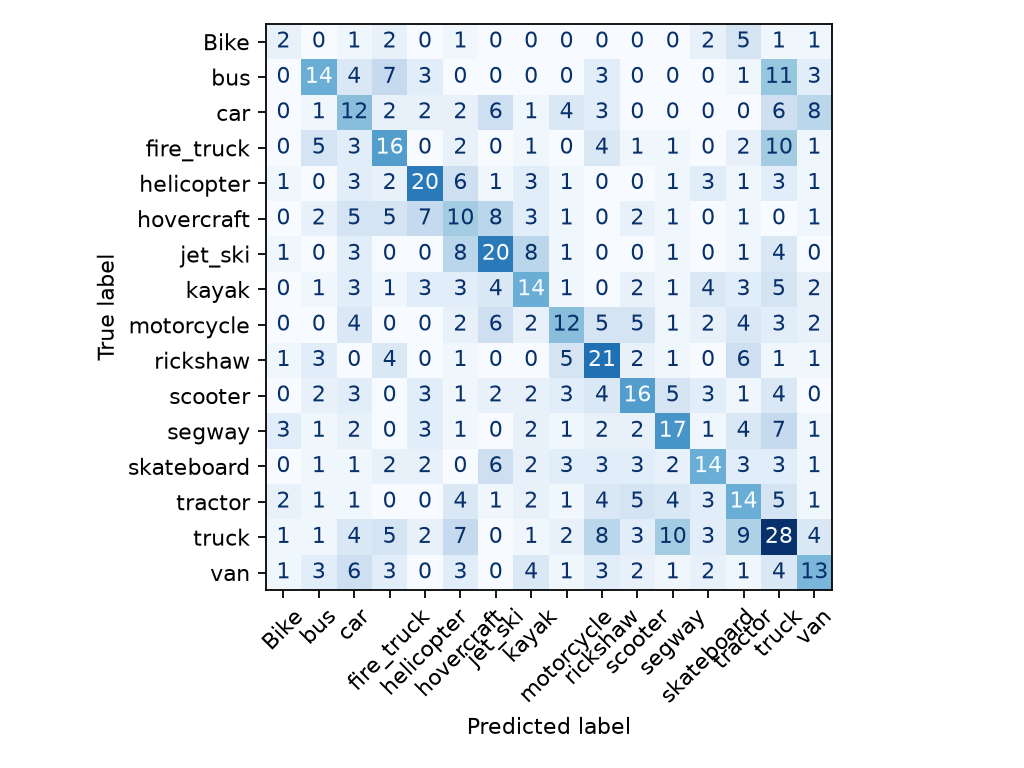 Bike 2 0 1 2 0 1 0 0 0 0 0 0 2 5 1 1
bus 0 14 4 7 3 0 0 0 0 3 0 0 0 1 11 3
car 0 1 12 2 2 2 6 1 4 3 0 0 0 0 6 8
fire_truck 0 5 3 16 0 2 0 1 0 4 1 1 0 2 10 1
helicopter 1 0 3 2 20 6 1 3 1 0 0 1 3 1 3 1
hovercraft 0 2 5 5 7 10 8 3 1 0 2 1 0 1 0 1
jet_ski 1 0 3 0 0 8 20 8 1 0 0 1 0 1 4 0
kayak 0 1 3 1 3 3 4 14 1 0 2 1 4 3 5 2
motorcycle 0 0 4 0 0 2 6 2 12 5 5 1 2 4 3 2
rickshaw 1 3 0 4 0 1 0 0 5 21 2 1 0 6 1 1
scooter 0 2 3 0 3 1 2 2 3 4 16 5 3 1 4 0
segway 3 1 2 0 3 1 0 2 1 2 2 17 1 4 7 1
skateboard 0 1 1 2 2 0 6 2 3 3 3 2 14 3 3 1
tractor 2 1 1 0 0 4 1 2 1 4 5 4 3 14 5 1
truck 1 1 4 5 2 7 0 1 2 8 3 10 3 9 28 4
van 1 3 6 3 0 3 0 4 1 3 2 1 2 1 4 13
True label
Bike bus car fire_truck helicopter hovercraft jet_ski kayak motorcycle rickshaw scooter segway skateboard tractor truck van
Predicted label